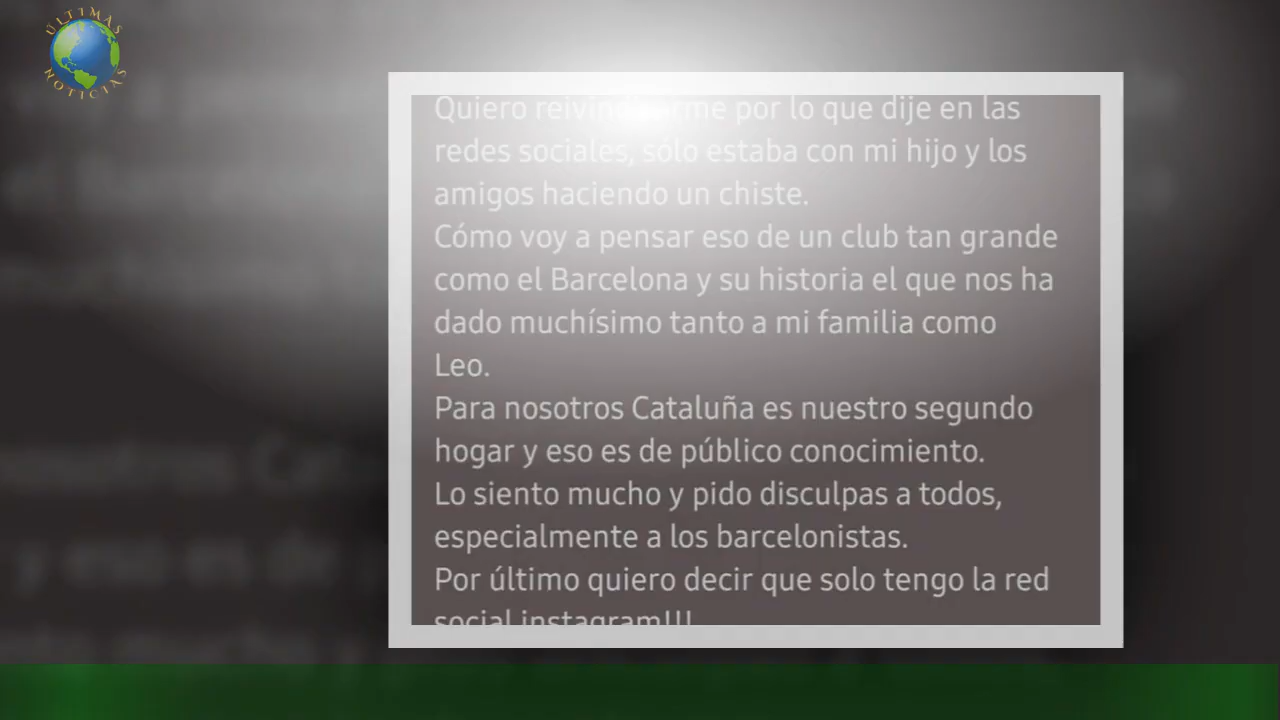 ÚLTIMAS
NOTICIAS
Quiero reivindicarme por lo que dije en las
redes sociales, sólo estaba con mi hijo y los
amigos haciendo un chiste.
Cómo voy a pensar eso de un club tan grande
como el Barcelona y su historia el que nos ha
dado muchísimo tanto a mi familia como
Leo.
Para nosotros Cataluña es nuestro segundo
hogar y eso es de público conocimiento.
Lo siento mucho y pido disculpas a todos,
especialmente a los barcelonistas.
Por último quiero decir que solo tengo la red
social instagram!!!